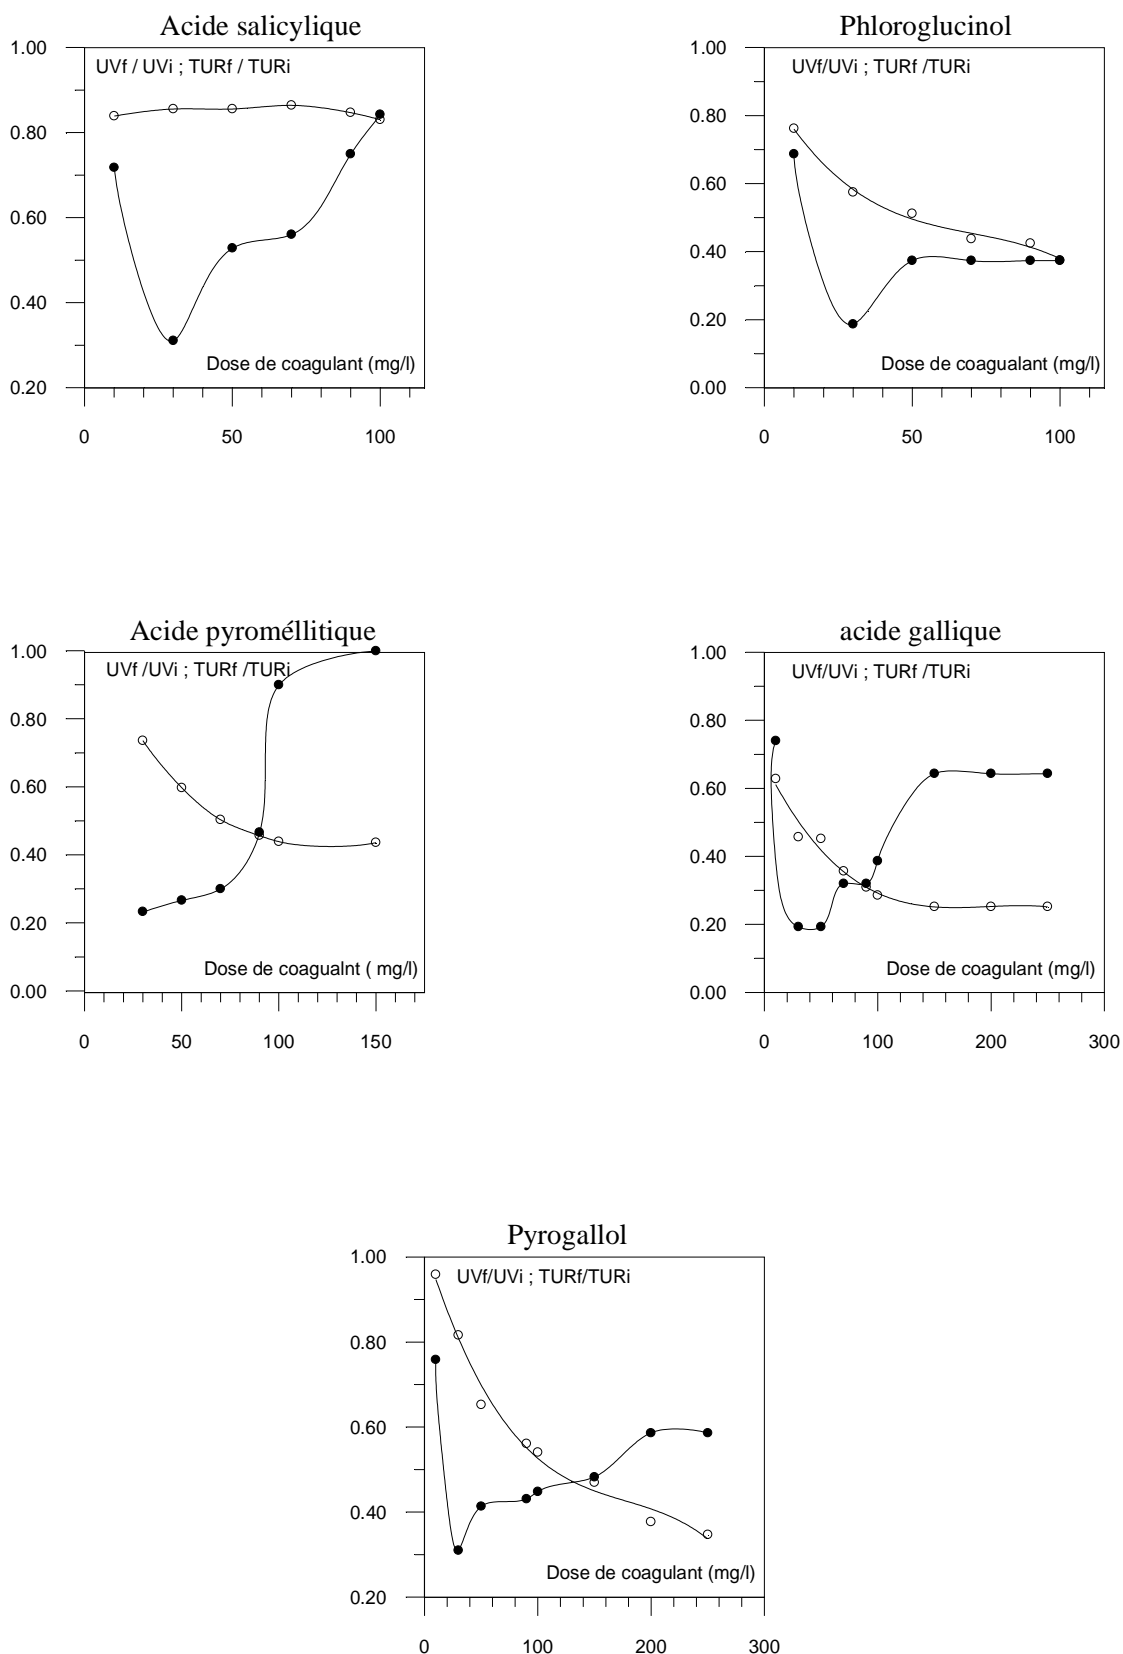 Acide salicylique
1.00
UVf / UVi ; TURf / TURi
0.80
0.60
0.40
Dose de coagulant (mg/l)
0.20
0 50 100
Phloroglucinol
1.00
UVf/UVi ; TURf /TURi
0.80
0.60
0.40
0.20
Dose de coagualant (mg/l)
0.00
0 50 100
Acide pyroméllitique
1.00
UVf /UVi ; TURf /TURi
0.80
0.60
0.40
0.20
Dose de coagualnt ( mg/l)
0.00
0 50 100 150
acide gallique
1.00
UVf/UVi ; TURf /TURi
0.80
0.60
0.40
0.20
Dose de coagulant (mg/l)
0.00
0 100 200 300
Pyrogallol
1.00
UVf/UVi ; TURf/TURi
0.80
0.60
0.40
Dose de coagulant (mg/l)
0.20
0 100 200 300